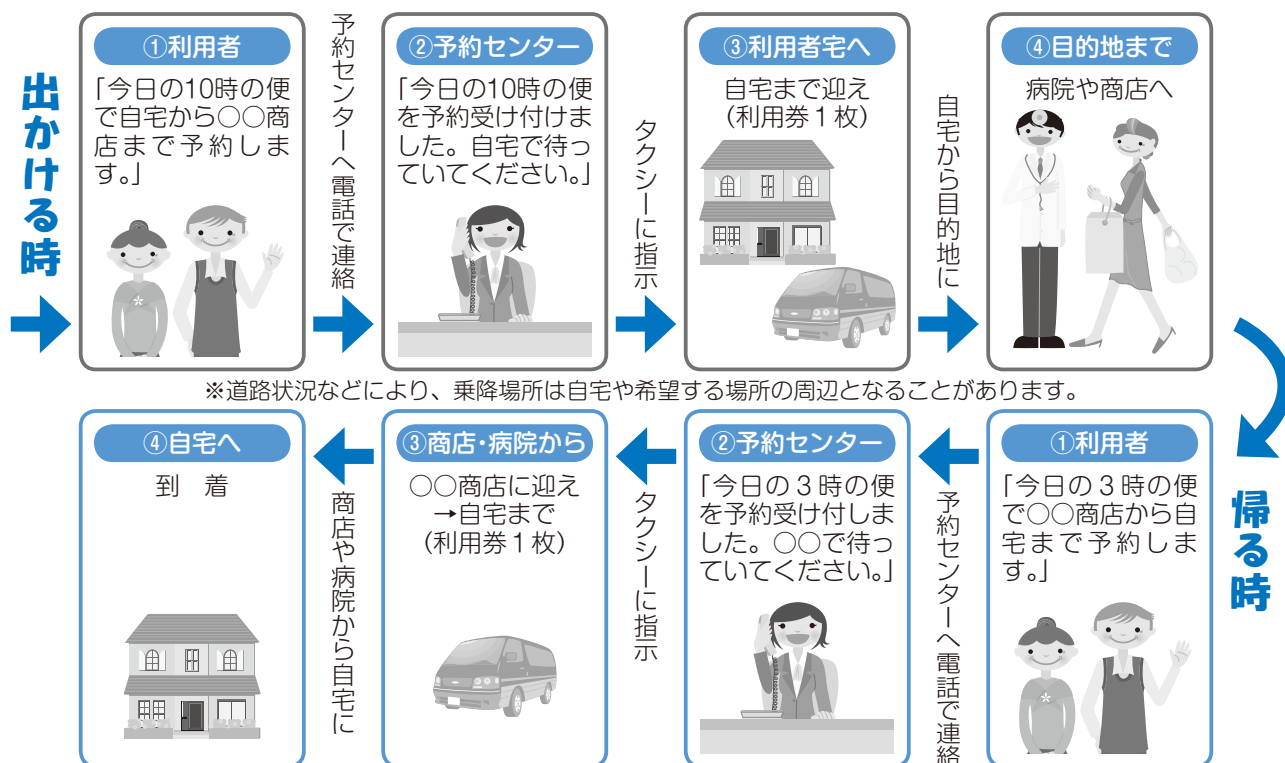 出かける時
①利用者
「今日の10時の便
で自宅から○○商
店まで予約しま
す。」
予約センターへ電話で連絡
②予約センター
「今日の10時の便
を予約受け付けま
した。自宅で待っ
ていてください。」
タクシーに指示
③利用者宅へ
自宅まで迎え
（利用券１枚）
自宅から目的地に
④目的地まで
病院や商店へ
※道路状況などにより、乗降場所は自宅や希望する場所の周辺となることがあります。
帰る時
①利用者
「今日の３時の便
で○○商店から自
宅まで予約しま
す。」
予約センターへ電話で連絡
②予約センター
「今日の３時の便
を予約受け付しま
した。○○で待っ
ていてください。」
タクシーに指示
③商店・病院から
○○商店に迎え
→自宅まで
（利用券１枚）
商店や病院から自宅に
④自宅へ
到　着